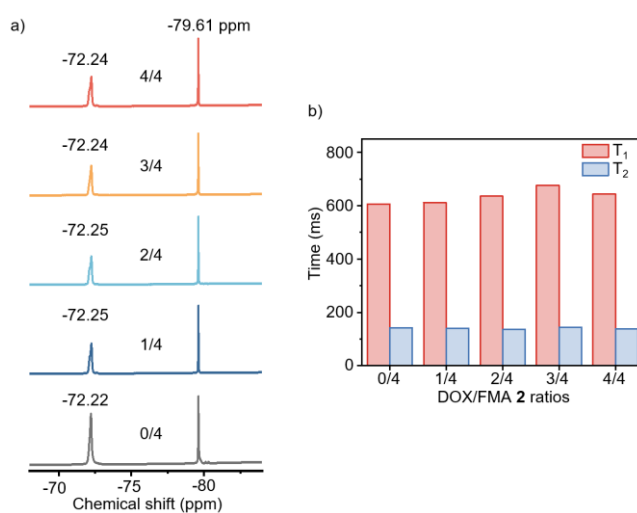 a)
-79.61 ppm
-72.24
4/4
-72.24
3/4
-72.25
2/4
-72.25
1/4
-72.22
0/4
-70
-75
-80
Chemical shift (ppm)
b)
T₁
T₂
800
600
400
200
0
Time (ms)
0/4
1/4
2/4
3/4
4/4
DOX/FMA 2 ratios